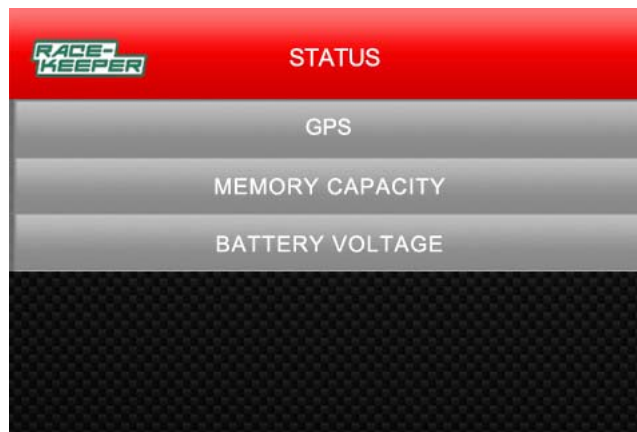 RACE-
KEEPER
STATUS
GPS
MEMORY CAPACITY
BATTERY VOLTAGE